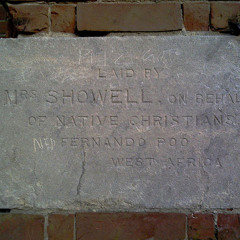 LAID BY
MRS SHOWELL, ON BEHALF
OF NATIVE CHRISTIANS
FERNANDO POO
WEST AFRICA